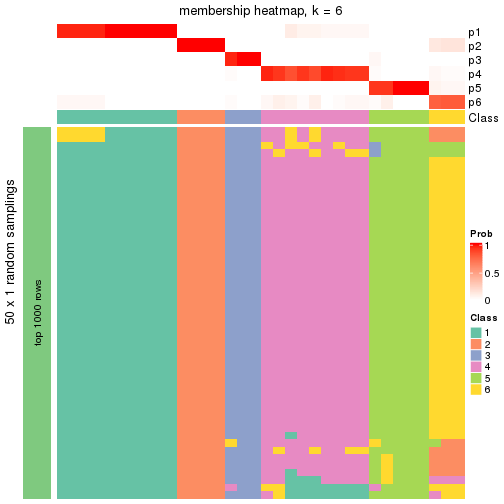 membership heatmap, k = 6
p1
p2
p3
p4
p5
p6
Class
50 x 1 random samplings
top 1000 rows
Prob
1
0.5
0
Class
1
2
3
4
5
6